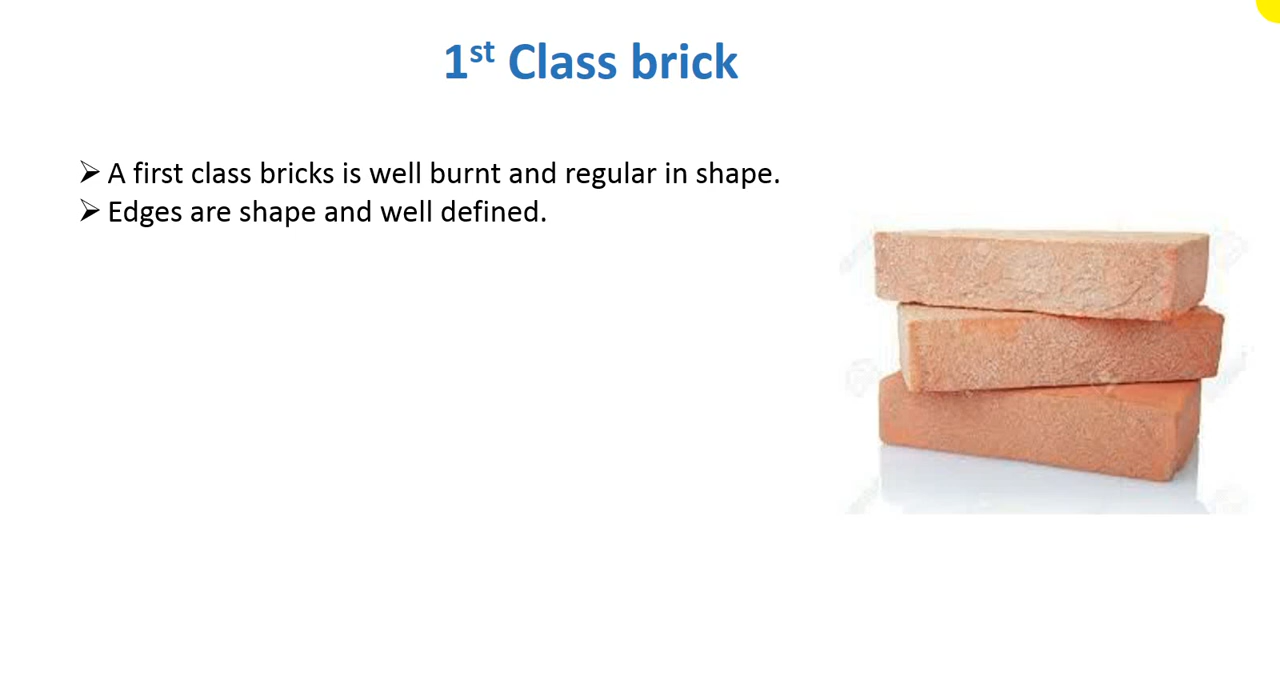 1st Class brick
➢ A first class bricks is well burnt and regular in shape.
➢ Edges are shape and well defined.